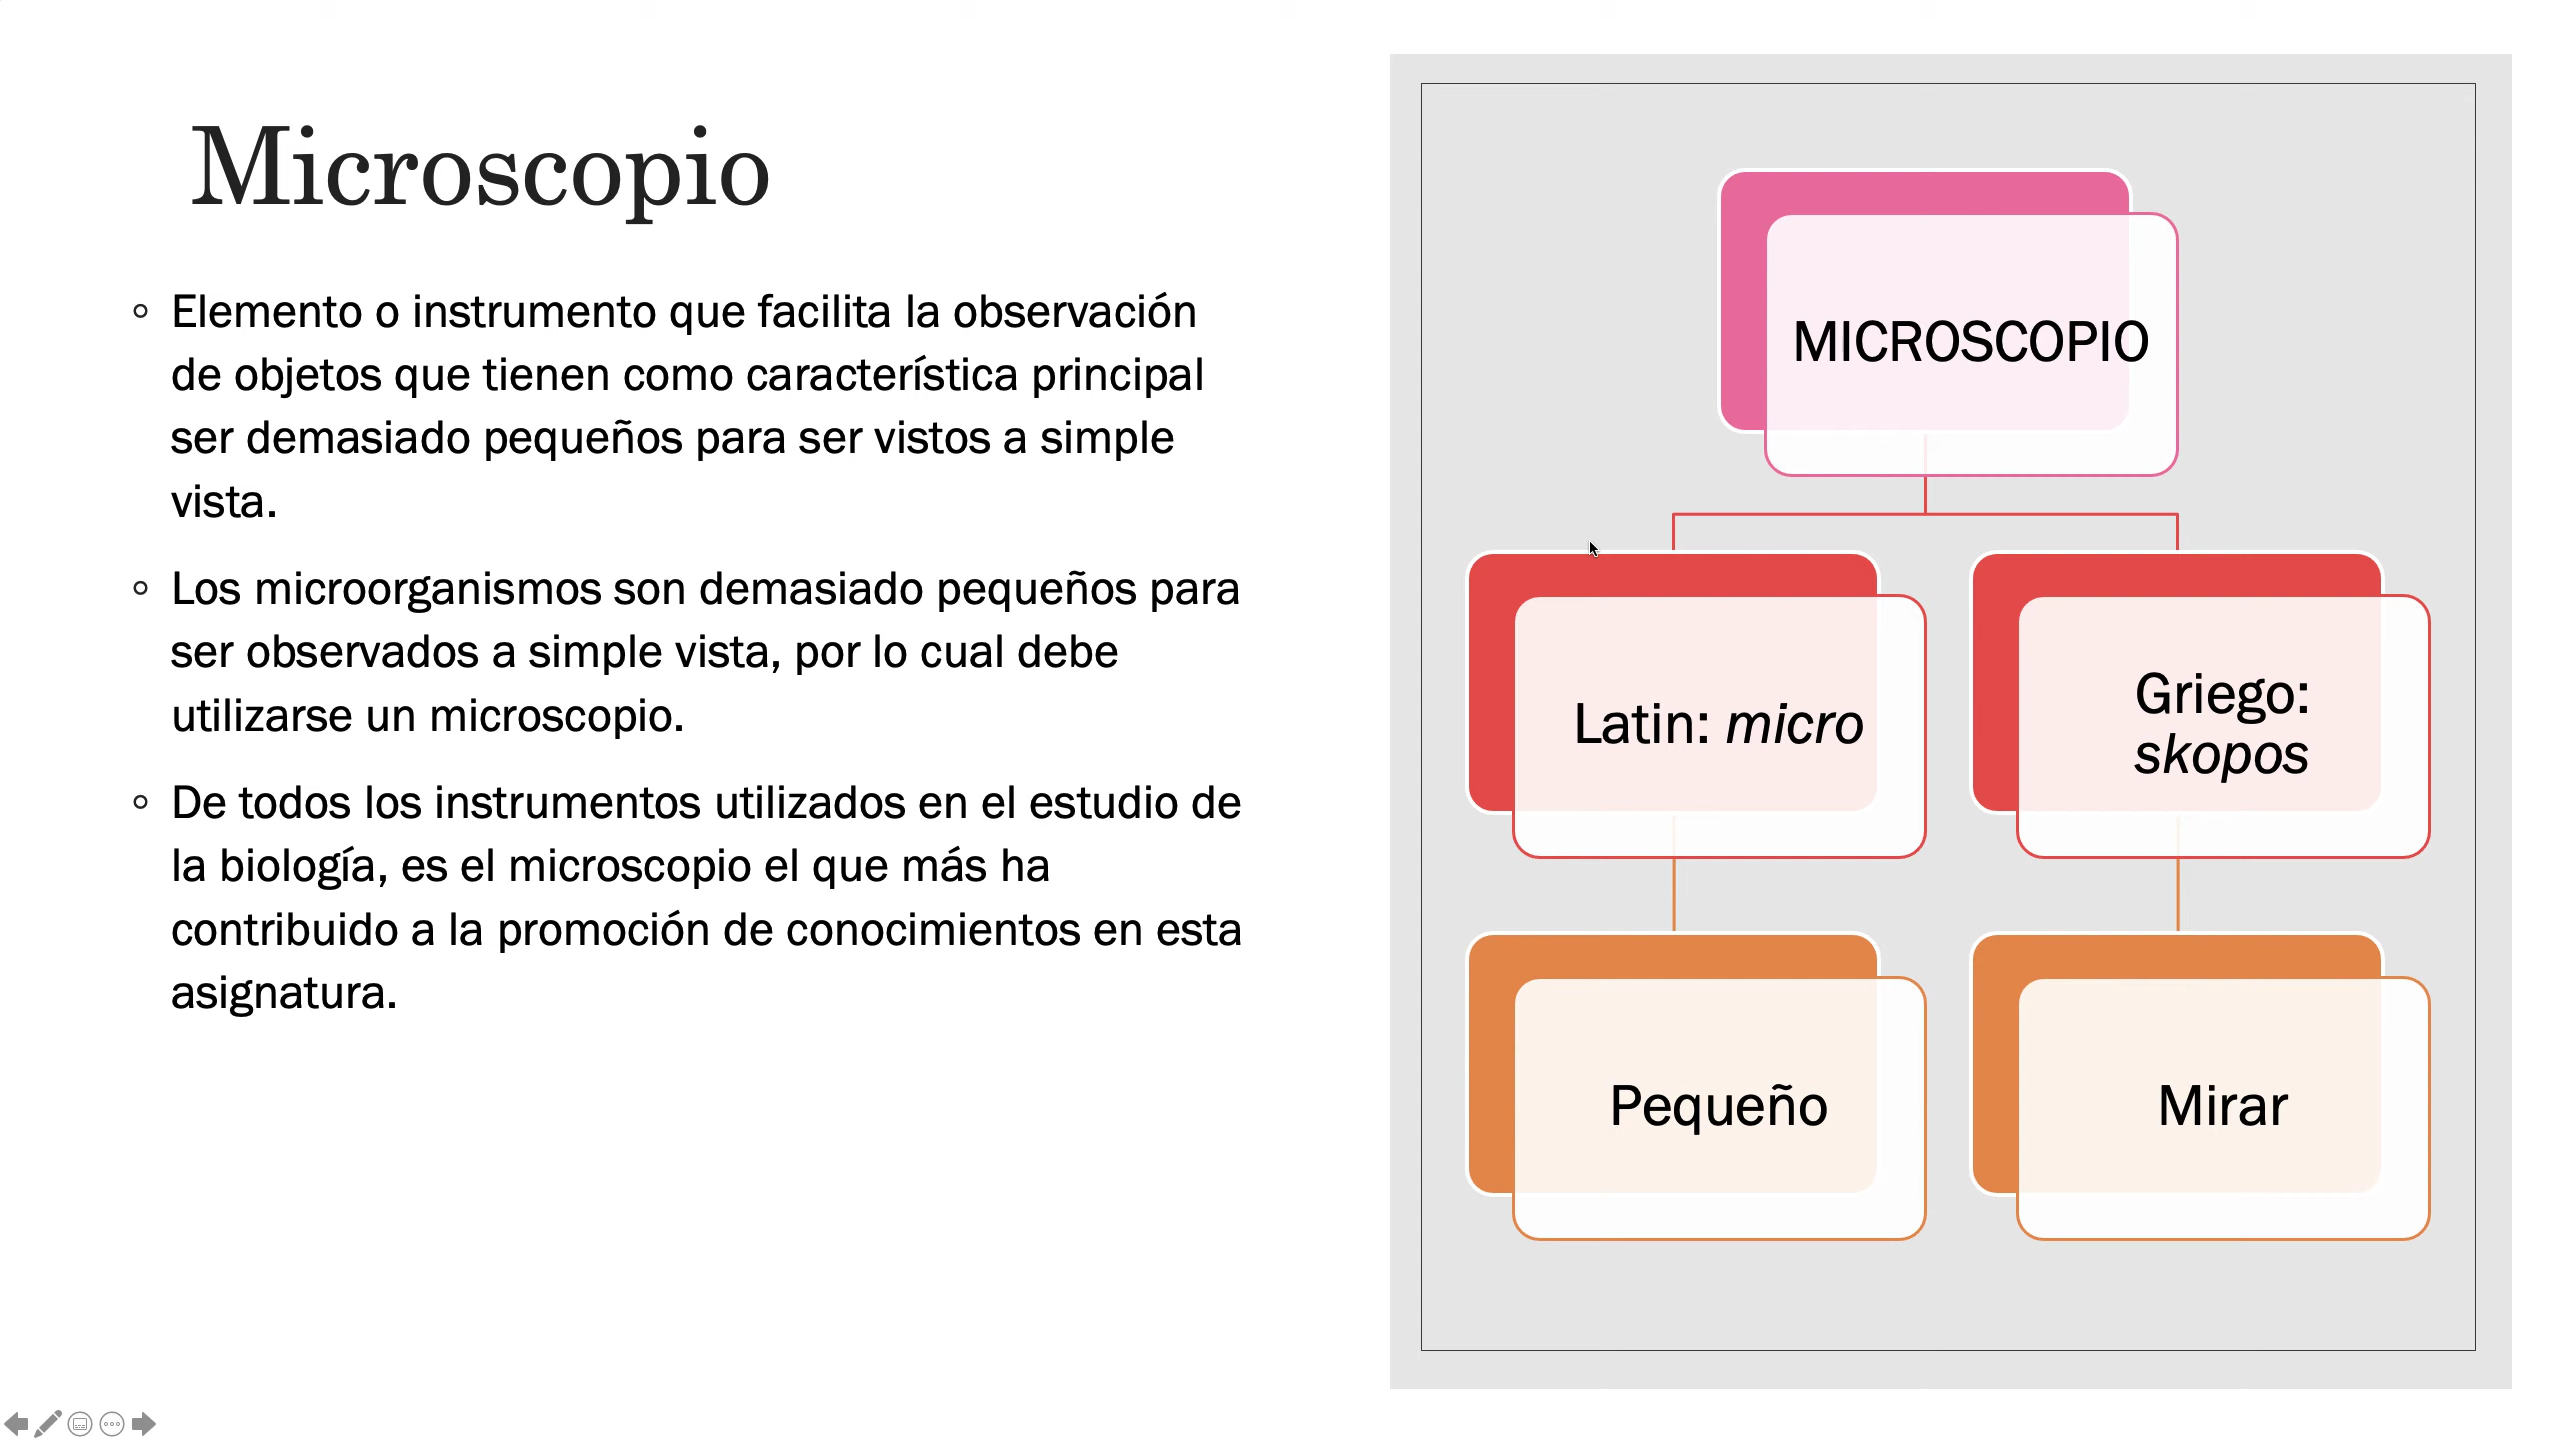 Microscopio
Elemento o instrumento que facilita la observación
de objetos que tienen como característica principal
ser demasiado pequeños para ser vistos a simple
vista.
Los microorganismos son demasiado pequeños para
ser observados a simple vista, por lo cual debe
utilizarse un microscopio.
De todos los instrumentos utilizados en el estudio de
la biología, es el microscopio el que más ha
contribuido a la promoción de conocimientos en esta
asignatura.
MICROSCOPIO
Latin: micro
Griego:
skopos
Pequeño
Mirar